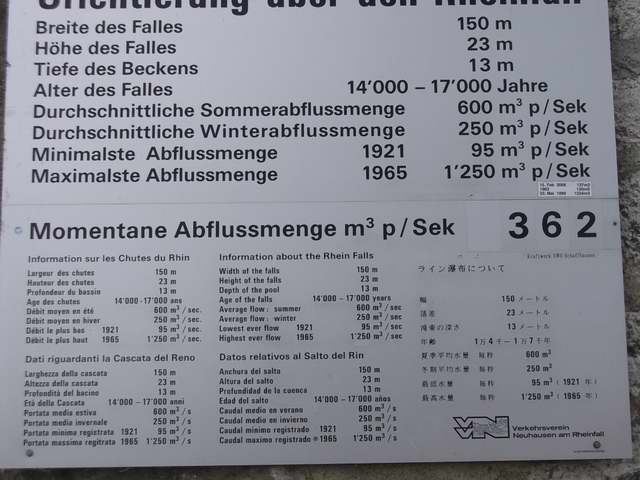 Orientierung über den Rheinfall
Breite des Falles 150 m
Höhe des Falles 23 m
Tiefe des Beckens 13 m
Alter des Falles 14'000 – 17'000 Jahre
Durchschnittliche Sommerabflussmenge 600 m³ p/Sek
Durchschnittliche Winterabflussmenge 250 m³ p/Sek
Minimalste Abflussmenge 1921 95 m³ p/Sek
Maximalste Abflussmenge 1965 1'250 m³ p/Sek
Momentane Abflussmenge m³ p/Sek 362
Information sur les Chutes du Rhin
Largeur des chutes 150 m
Hauteur des chutes 23 m
Profondeur du bassin 13 m
Age des chutes 14'000 - 17'000 ans
Débit moyen en été 600 m³/sec.
Débit moyen en hiver 250 m³/sec.
Débit le plus bas 1921 95 m³/sec.
Débit le plus haut 1965 1'250 m³/sec.
Information about the Rhein Falls
Width of the falls 150 m
Height of the falls 23 m
Depth of the pool 13 m
Age of the falls 14'000 - 17'000 years
Average flow: summer 600 m³/sec
Average flow: winter 250 m³/sec
Lowest ever flow 1921 95 m³/sec
Highest ever flow 1965 1'250 m³/sec
ライン瀑布について
幅 150 メートル
落差 23 メートル
滝壺の深さ 13 メートル
年齢 1万4千–1万7千年
夏季平均水量 毎秒 600 m³
冬期平均水量 毎秒 250 m³
最低水量 毎秒 95 m³ (1921 年)
最高水量 毎秒 1'250 m³ (1965 年)
Dati riguardanti la Cascata del Reno
Larghezza della cascata 150 m
Altezza della cascata 23 m
Profondità del bacino 13 m
Età della Cascata 14'000 - 17'000 anni
Portata media estiva 600 m³/s
Portata media invernale 250 m³/s
Portata minima registrata 1921 95 m³/s
Portata massima regitrata 1965 1'250 m³/s
Datos relativos al Salto del Rin
Anchura del salto 150 m
Altura del salto 23 m
Profundidad de la cuenca 13 m
Edad del salto 14'000 - 17'000 años
Caudal medio en verano 600 m³/s
Caudal medio en invierno 250 m³/s
Caudal minimo registrado 1921 95 m³/s
Caudal maximo registrado 1965 1'250 m³/s
VVN Verkehrsverein
Neuhausen am Rheinfall